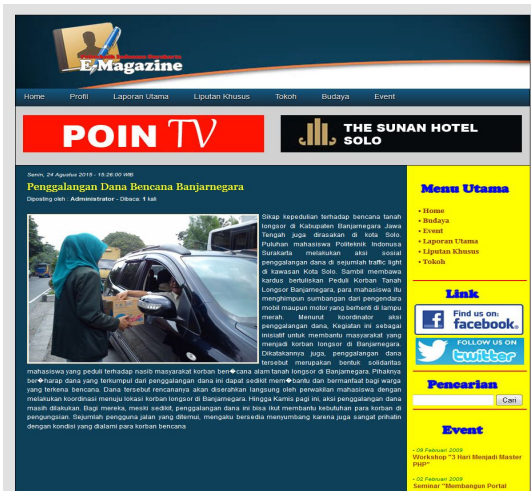 Politeknik Indonusa Surakarta
E-Magazine
Home Profil Laporan Utama Liputan Khusus Tokoh Budaya Event
POIN TV
THE SUNAN HOTEL
SOLO
Senin, 24 Agustus 2015 - 15:26:00 WIB
Penggalangan Dana Bencana Banjarnegara
Diposting oleh : Administrator - Dibaca: 1 kali
Sikap kepedulian terhadap bencana tanah
longsor di Kabupaten Banjarnegara Jawa
Tengah juga dirasakan di kota Solo.
Puluhan mahasiswa Politeknik Indonusa
Surakarta melakukan aksi sosial
penggalangan dana di sejumlah traffic light
di kawasan Kota Solo. Sambil membawa
kardus bertuliskan Peduli Korban Tanah
Longsor Banjarnegara, para mahasiswa itu
menghimpun sumbangan dari pengendara
mobil maupun motor yang berhenti di lampu
merah. Menurut koordinator aksi
penggalangan dana, Kegiatan ini sebagai
inisiatif untuk membantu masyarakat yang
menjadi korban longsor di Banjarnegara.
Dikatakannya juga, penggalangan dana
tersebut merupakan bentuk solidaritas
mahasiswa yang peduli terhadap nasib masyarakat korban ben�cana alam tanah longsor di Banjarnegara. Pihaknya
ber�harap dana yang terkumpul dari penggalangan dana ini dapat sedikit mem�bantu dan bermanfaat bagi warga
yang terkena bencana. Dana tersebut rencananya akan diserahkan langsung oleh perwakilan mahasiswa dengan
melakukan koordinasi menuju lokasi korban longsor di Banjarnegara. Hingga Kamis pagi ini, aksi penggalangan dana
masih dilakukan. Bagi mereka, meski sedikit, penggalangan dana ini bisa ikut membantu kebutuhan para korban di
pengungsian. Sejumlah pengguna jalan yang ditemui, mengaku bersedia menyumbang karena juga sangat prihatin
dengan kondisi yang dialami para korban bencana
Menu Utama
• Home
• Budaya
• Event
• Laporan Utama
• Liputan Khusus
• Tokoh
Link
Find us on:
facebook.
FOLLOW US ON
twitter
Pencarian
Cari
Event
• 09 Februari 2009
Workshop "3 Hari Menjadi Master
PHP"
• 02 Februari 2009
Seminar "Membangun Portal